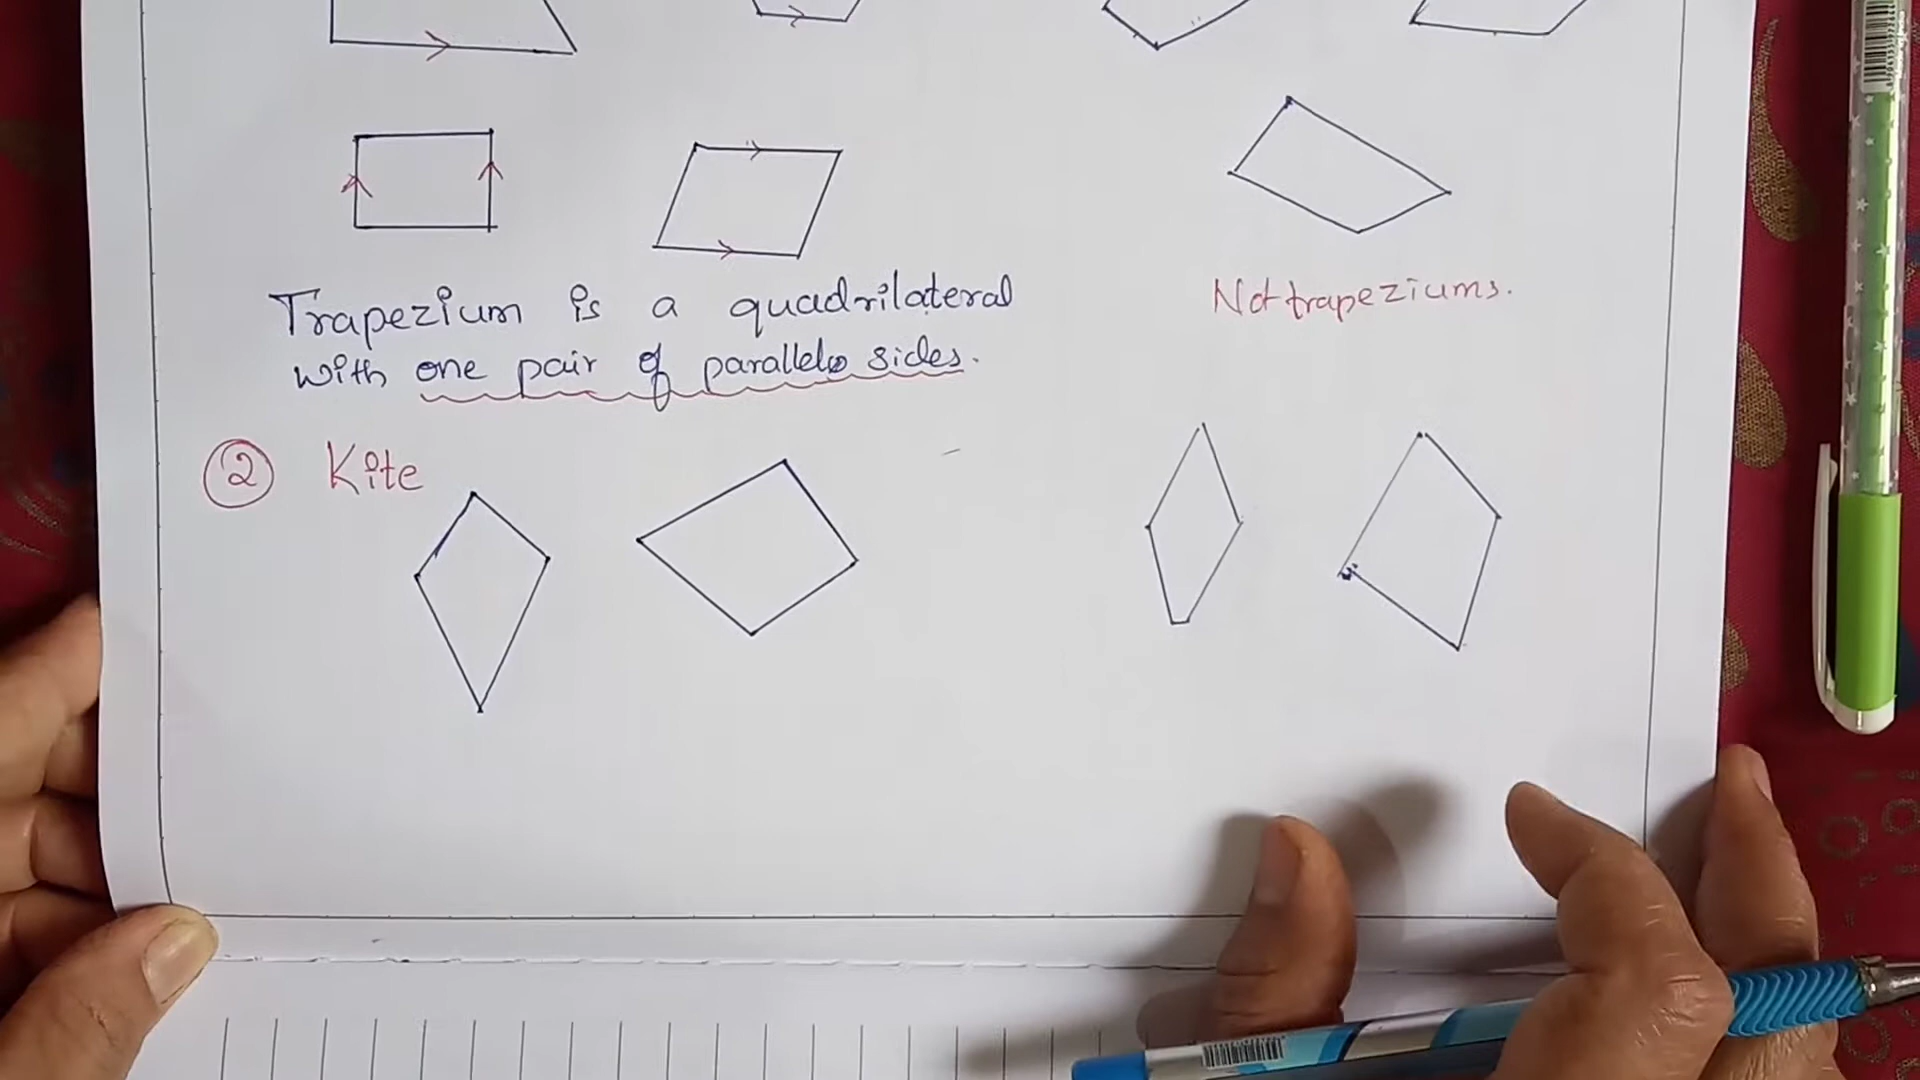 Trapezium is a quadrilateral
with one pair of parallel sides.
Not trapeziums.
② Kite